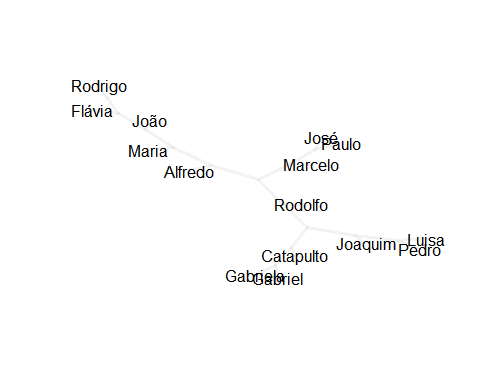 Rodrigo
Flávia
João
Maria
Alfredo
José
Paulo
Marcelo
Rodolfo
Catapulto
Gabriela
Gabriel
Joaquim
Luisa
Pedro